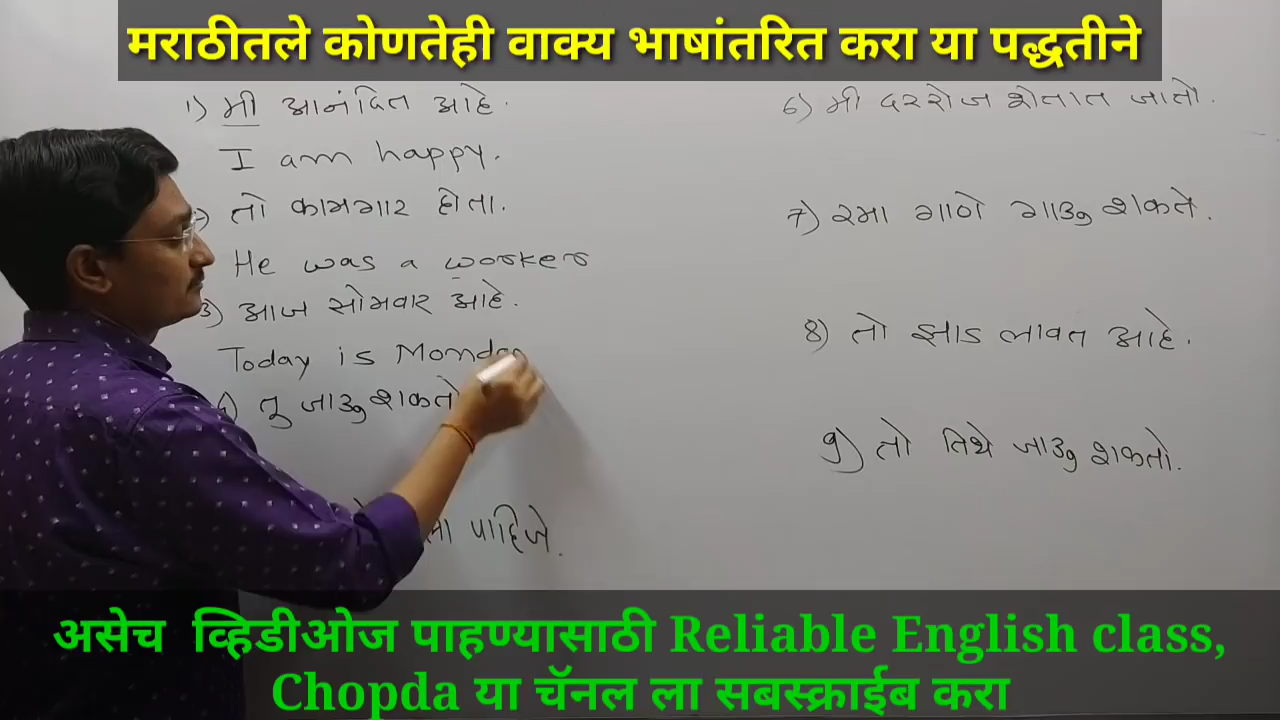 मराठीतले कोणतेही वाक्य भाषांतरित करा या पद्धतीने
1) मी आनंदित आहे.
I am happy.
तो कामगार होता.
He was a worker
3) आज सोमवार आहे.
Today is Monday
तु जाऊ शकतो
पाहिजे.
6) मी दररोज शेतात जातो.
7) रमा गाणे गाऊ शकते.
8) तो झाड लावत आहे.
9) तो तिथे जाऊ शकतो.
असेच व्हिडीओज पाहण्यासाठी Reliable English class,
Chopda या चॅनल ला सबस्क्राईब करा